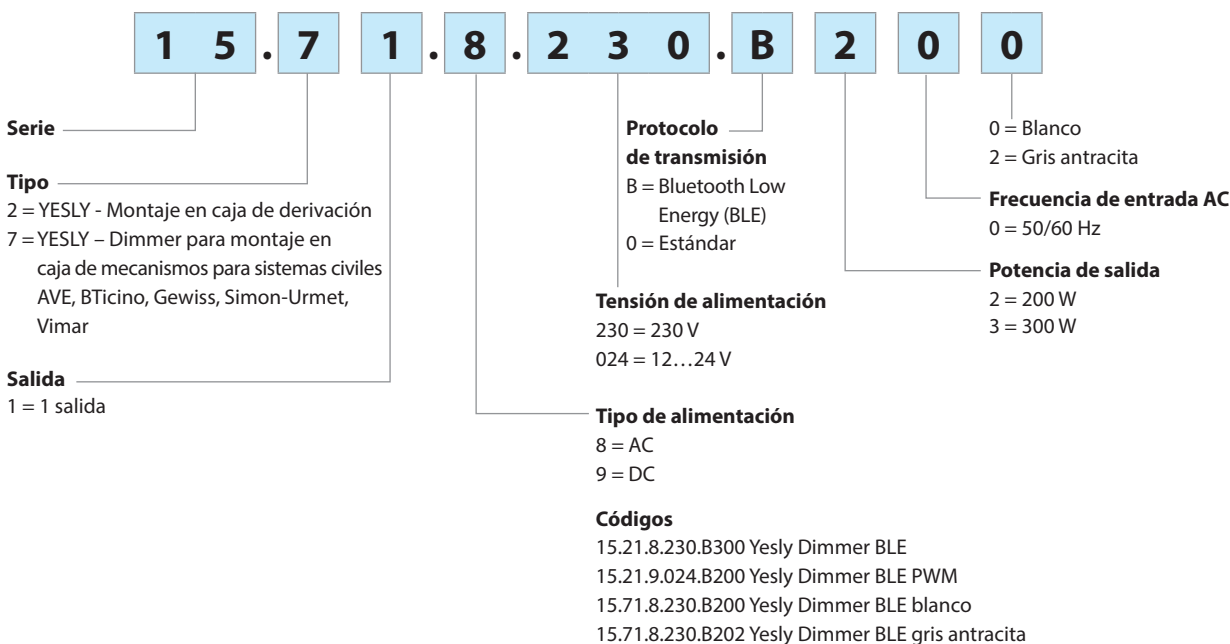 1 5 . 7 1 . 8 . 2 3 0 . B 2 0 0
Serie
Tipo
2 = YESLY - Montaje en caja de derivación
7 = YESLY – Dimmer para montaje en
caja de mecanismos para sistemas civiles
AVE, BTicino, Gewiss, Simon-Urmet,
Vimar
Salida
1 = 1 salida
Protocolo
de transmisión
B = Bluetooth Low
Energy (BLE)
0 = Estándar
Tensión de alimentación
230 = 230 V
024 = 12…24 V
Tipo de alimentación
8 = AC
9 = DC
Códigos
15.21.8.230.B300 Yesly Dimmer BLE
15.21.9.024.B200 Yesly Dimmer BLE PWM
15.71.8.230.B200 Yesly Dimmer BLE blanco
15.71.8.230.B202 Yesly Dimmer BLE gris antracita
0 = Blanco
2 = Gris antracita
Frecuencia de entrada AC
0 = 50/60 Hz
Potencia de salida
2 = 200 W
3 = 300 W